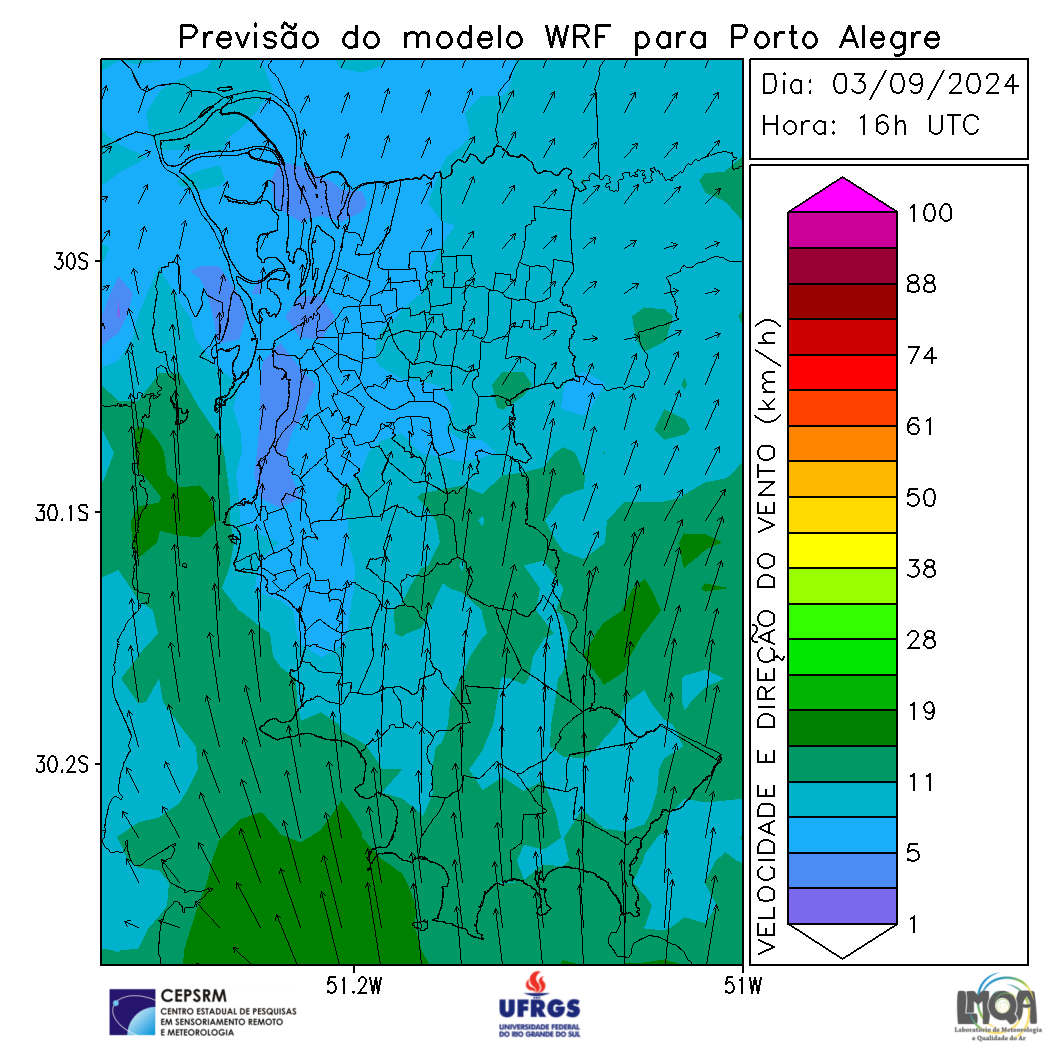 Previsão do modelo WRF para Porto Alegre
Dia: 03/09/2024
Hora: 16h UTC
30S
30.1S
30.2S
51.2W
51W
VELOCIDADE E DIREÇÃO DO VENTO (km/h)
100
88
74
61
50
38
28
19
11
5
1
CEPSRM
CENTRO ESTADUAL DE PESQUISAS
EM SENSORIAMENTO REMOTO
E METEOROLOGIA
UFRGS
UNIVERSIDADE FEDERAL
DO RIO GRANDE DO SUL
LMQA
Laboratório de Meteorologia
e Qualidade do Ar